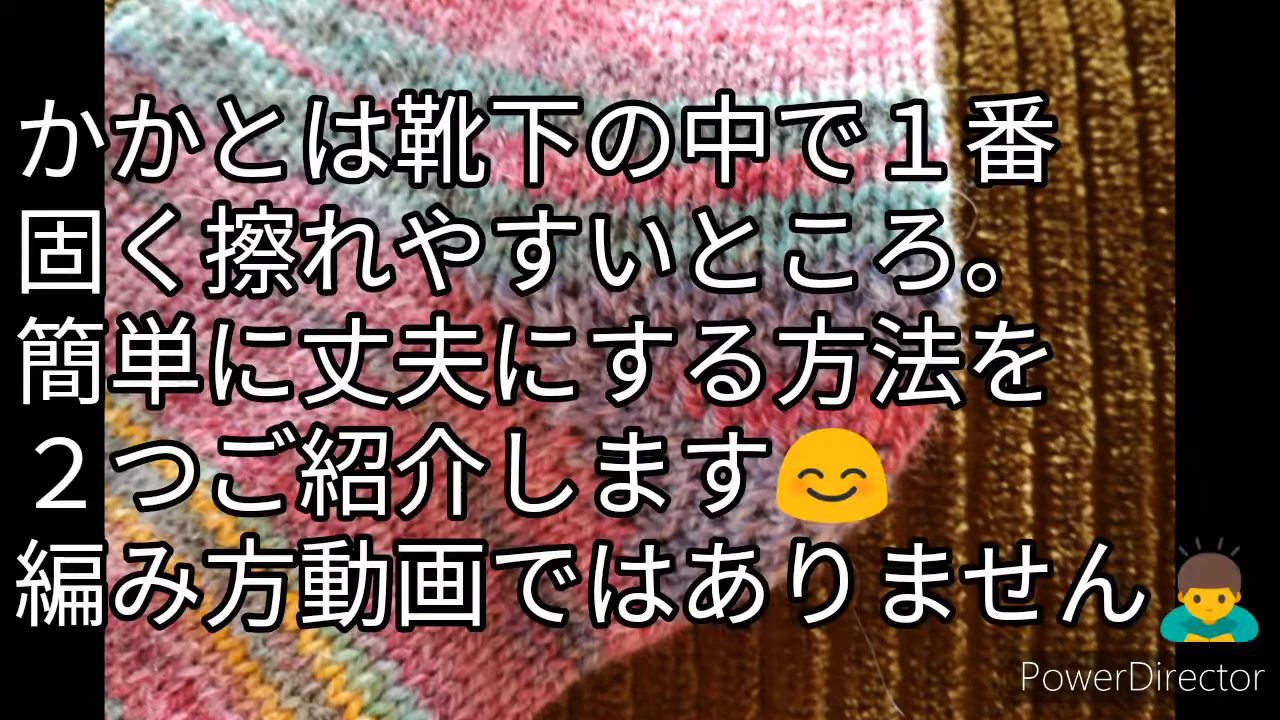 かかとは靴下の中で１番
固く擦れやすいところ。
簡単に丈夫にする方法を
２つご紹介します😊
編み方動画ではありません🙇‍♂️
PowerDirector